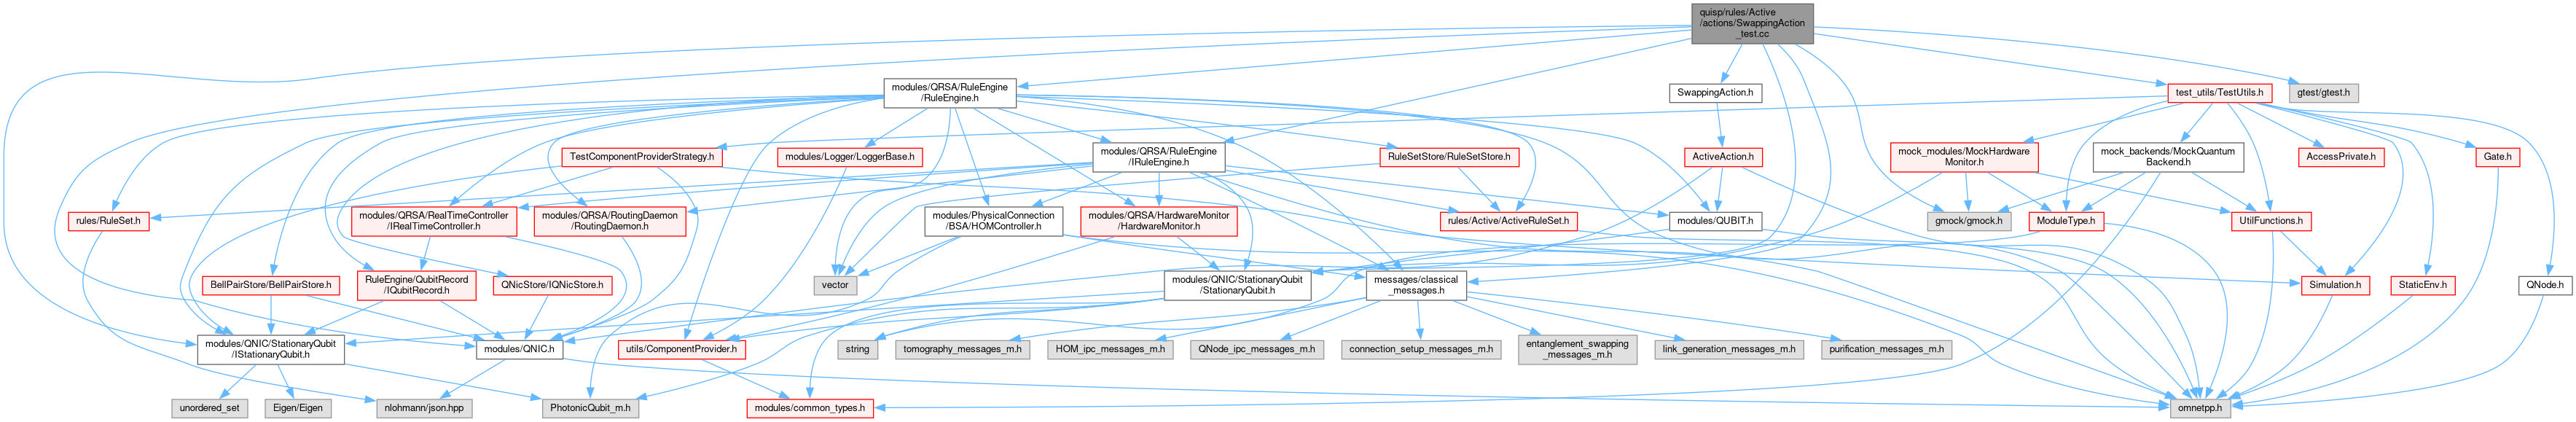 quisp/rules/Active
/actions/SwappingAction
_test.cc
modules/QRSA/RuleEngine
/RuleEngine.h
SwappingAction.h
test_utils/TestUtils.h
gtest/gtest.h
TestComponentProviderStrategy.h
modules/Logger/LoggerBase.h
modules/QRSA/RuleEngine
/IRuleEngine.h
RuleSetStore/RuleSetStore.h
ActiveAction.h
mock_modules/MockHardware
Monitor.h
mock_backends/MockQuantum
Backend.h
AccessPrivate.h
Gate.h
rules/RuleSet.h
modules/QRSA/RealTimeController
/IRealTimeController.h
modules/QRSA/RoutingDaemon
/RoutingDaemon.h
modules/PhysicalConnection
/BSA/HOMController.h
modules/QRSA/HardwareMonitor
/HardwareMonitor.h
rules/Active/ActiveRuleSet.h
modules/QUBIT.h
gmock/gmock.h
ModuleType.h
UtilFunctions.h
BellPairStore/BellPairStore.h
RuleEngine/QubitRecord
/IQubitRecord.h
QNicStore/IQNicStore.h
vector
modules/QNIC/StationaryQubit
/StationaryQubit.h
messages/classical
_messages.h
Simulation.h
StaticEnv.h
QNode.h
modules/QNIC/StationaryQubit
/IStationaryQubit.h
modules/QNIC.h
utils/ComponentProvider.h
string
tomography_messages_m.h
HOM_ipc_messages_m.h
QNode_ipc_messages_m.h
connection_setup_messages_m.h
entanglement_swapping
_messages_m.h
link_generation_messages_m.h
purification_messages_m.h
unordered_set
Eigen/Eigen
nlohmann/json.hpp
PhotonicQubit_m.h
modules/common_types.h
omnetpp.h